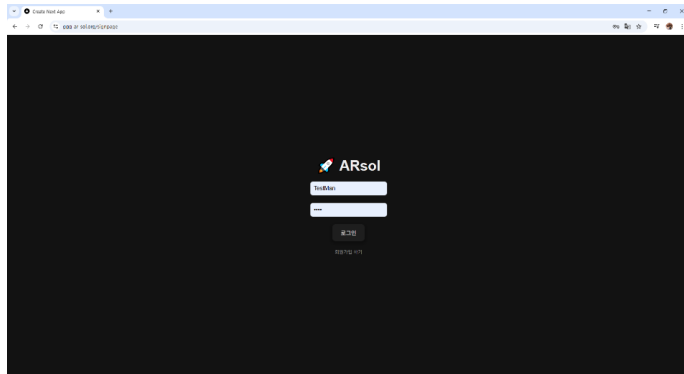 Create Next App
ARsol
TestMan
••••
로그인